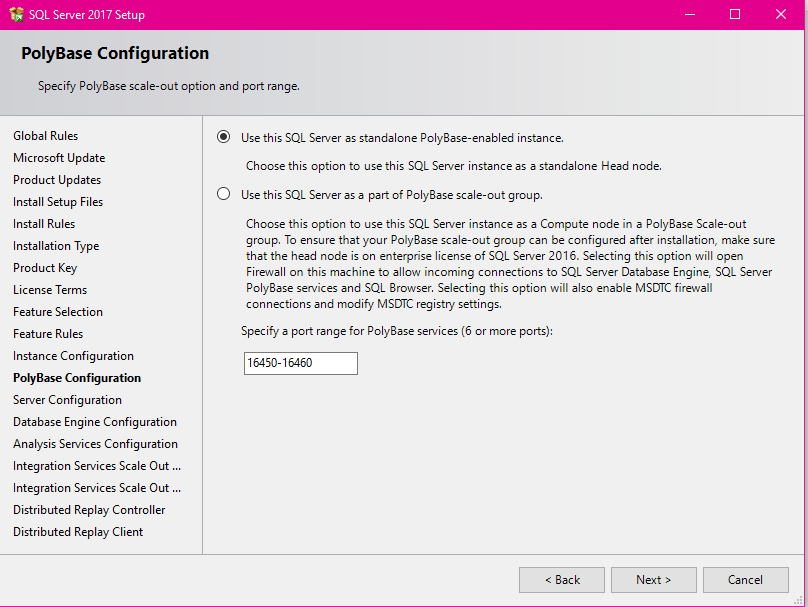 SQL Server 2017 Setup
PolyBase Configuration
Specify PolyBase scale-out option and port range.
Global Rules
Microsoft Update
Product Updates
Install Setup Files
Install Rules
Installation Type
Product Key
License Terms
Feature Selection
Feature Rules
Instance Configuration
PolyBase Configuration
Server Configuration
Database Engine Configuration
Analysis Services Configuration
Integration Services Scale Out ...
Integration Services Scale Out ...
Distributed Replay Controller
Distributed Replay Client
Use this SQL Server as standalone PolyBase-enabled instance.
Choose this option to use this SQL Server instance as a standalone Head node.
Use this SQL Server as a part of PolyBase scale-out group.
Choose this option to use this SQL Server instance as a Compute node in a PolyBase Scale-out
group. To ensure that your PolyBase scale-out group can be configured after installation, make sure
that the head node is on enterprise license of SQL Server 2016. Selecting this option will open
Firewall on this machine to allow incoming connections to SQL Server Database Engine, SQL Server
PolyBase services and SQL Browser. Selecting this option will also enable MSDTC firewall
connections and modify MSDTC registry settings.
Specify a port range for PolyBase services (6 or more ports):
16450-16460
< Back
Next >
Cancel